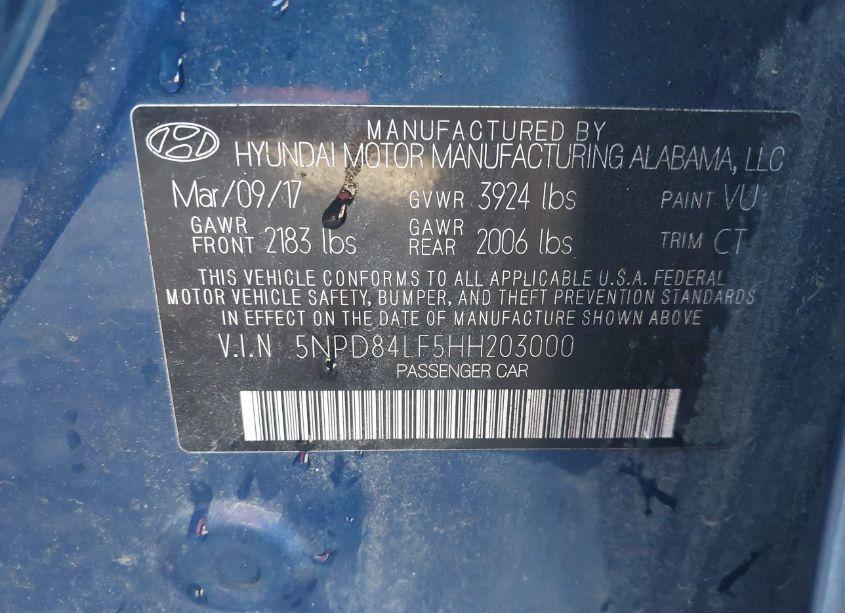 MANUFACTURED BY
HYUNDAI MOTOR MANUFACTURING ALABAMA, LLC
Mar/09/17 GVWR 3924 lbs PAINT VU
GAWR FRONT 2183 lbs GAWR REAR 2006 lbs TRIM CT
THIS VEHICLE CONFORMS TO ALL APPLICABLE U.S.A. FEDERAL
MOTOR VEHICLE SAFETY, BUMPER, AND THEFT PREVENTION STANDARDS
IN EFFECT ON THE DATE OF MANUFACTURE SHOWN ABOVE.
V.I.N 5NPD84LF5HH203000
PASSENGER CAR